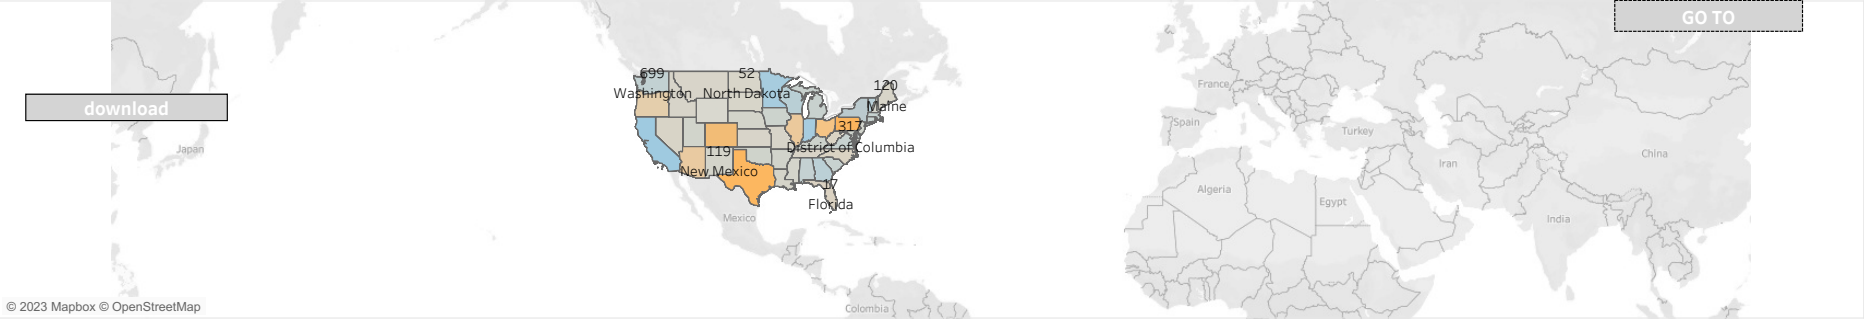 GO TO
699
52
120
Washington
North Dakota
Maine
download
France
Spain
317
Turkey
Japan
119
District of Columbia
China
Iran
New Mexico
17
Algeria
Egypt
Florida
Mexico
India
© 2023 Mapbox © OpenStreetMap
Colombia